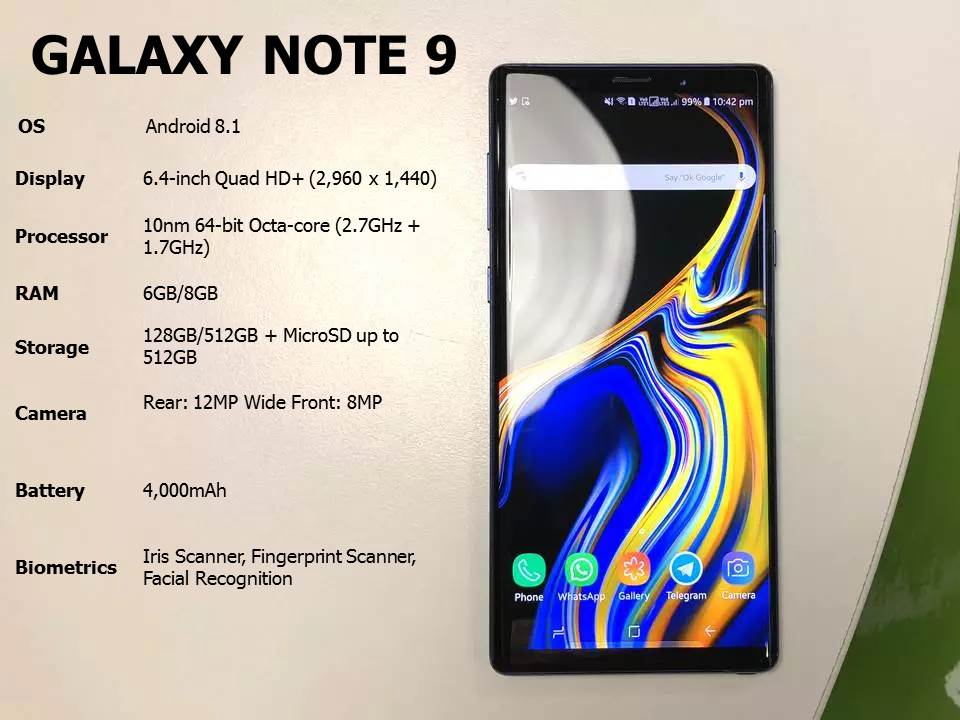 GALAXY NOTE 9
OS Android 8.1
Display 6.4-inch Quad HD+ (2,960 x 1,440)
Processor 10nm 64-bit Octa-core (2.7GHz +
1.7GHz)
RAM 6GB/8GB
Storage 128GB/512GB + MicroSD up to
512GB
Camera Rear: 12MP Wide Front: 8MP
Battery 4,000mAh
Biometrics Iris Scanner, Fingerprint Scanner,
Facial Recognition
99% 10:42 pm
Say "Ok Google"
Phone WhatsApp Gallery Telegram Camera